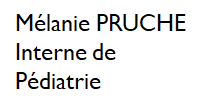 Mélanie PRUCHE
Interne de
Pédiatrie